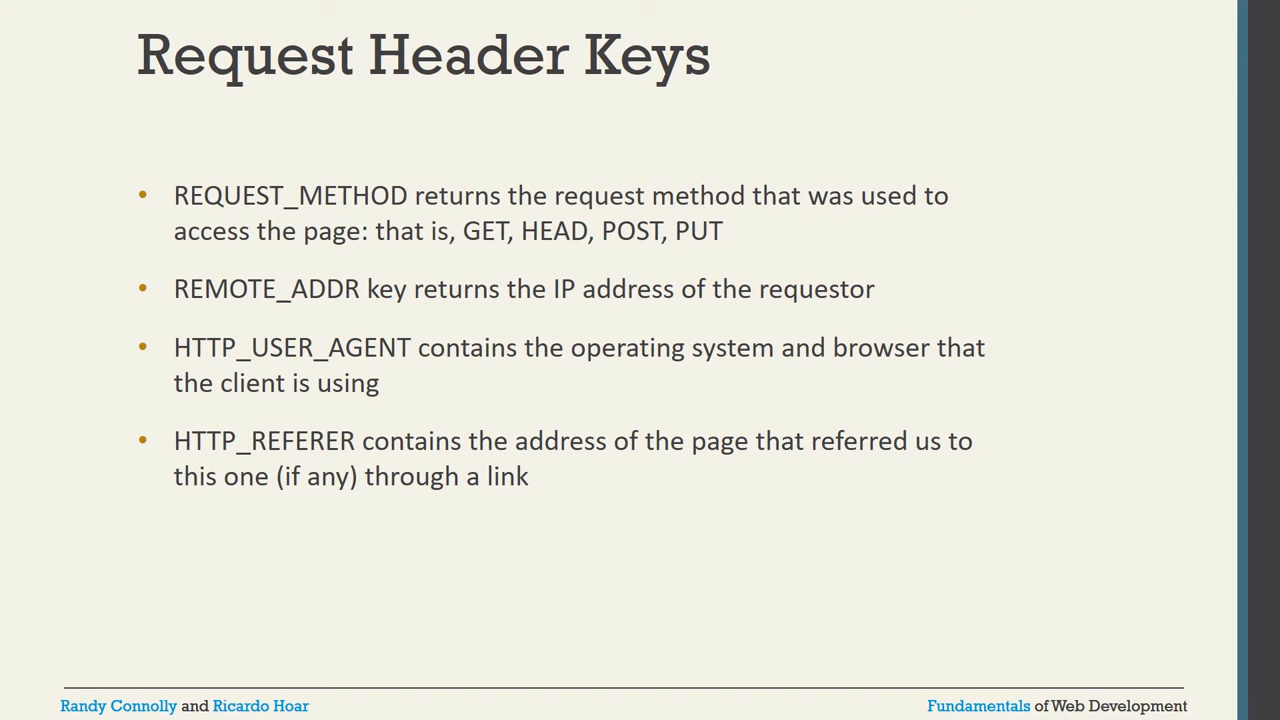 Request Header Keys
• REQUEST_METHOD returns the request method that was used to
access the page: that is, GET, HEAD, POST, PUT
• REMOTE_ADDR key returns the IP address of the requestor
• HTTP_USER_AGENT contains the operating system and browser that
the client is using
• HTTP_REFERER contains the address of the page that referred us to
this one (if any) through a link
Randy Connolly and Ricardo Hoar
Fundamentals of Web Development